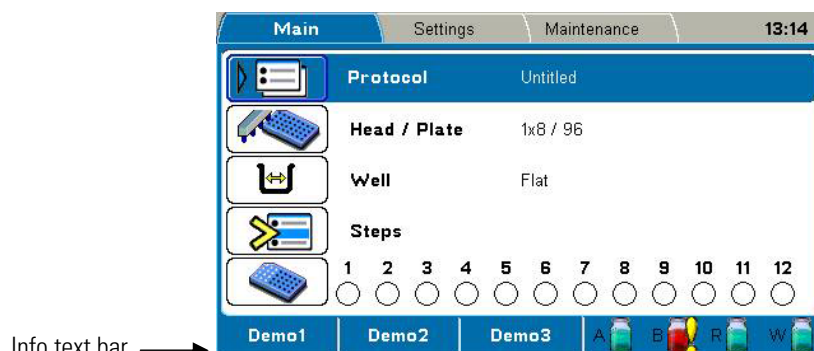 Main Settings Maintenance 13:14
Protocol Untitled
Head / Plate 1x8 / 96
Well Flat
Steps
1 2 3 4 5 6 7 8 9 10 11 12
Info text bar Demo1 Demo2 Demo3 A B R W